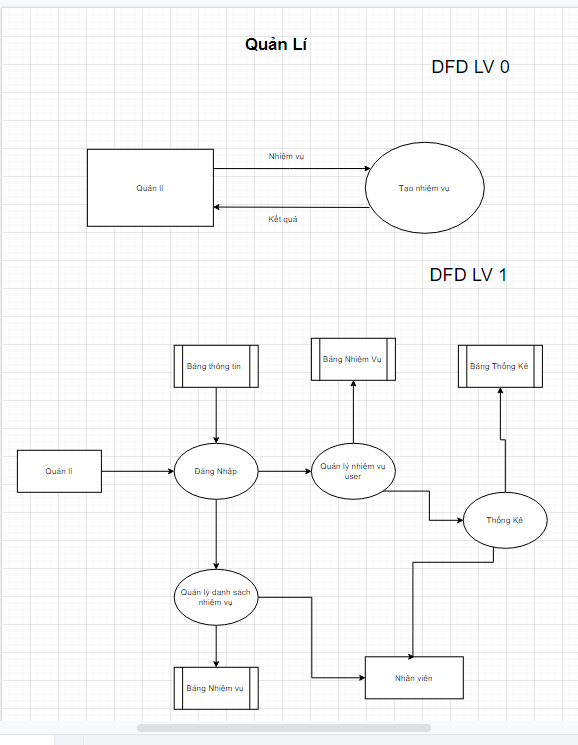 Quản Lí
DFD LV 0
Nhiệm vụ
Quản lí
Tạo nhiệm vụ
Kết quả
DFD LV 1
Bảng thông tin
Bảng Nhiệm Vụ
Bảng Thống Kê
Quản lí
Đăng Nhập
Quản lý nhiệm vụ
user
Thống Kê
Quản lý danh sách
nhiệm vụ
Bảng Nhiệm vụ
Nhân viên